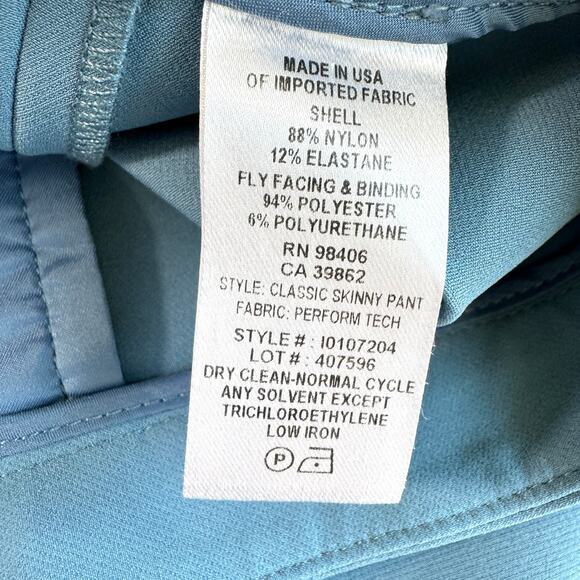 MADE IN USA
OF IMPORTED FABRIC
SHELL
88% NYLON
12% ELASTANE
FLY FACING & BINDING
94% POLYESTER
6% POLYURETHANE
RN 98406
CA 39862
STYLE: CLASSIC SKINNY PANT
FABRIC: PERFORM TECH
STYLE # : I0107204
LOT # : 407596
DRY CLEAN-NORMAL CYCLE
ANY SOLVENT EXCEPT
TRICHLOROETHYLENE
LOW IRON
P